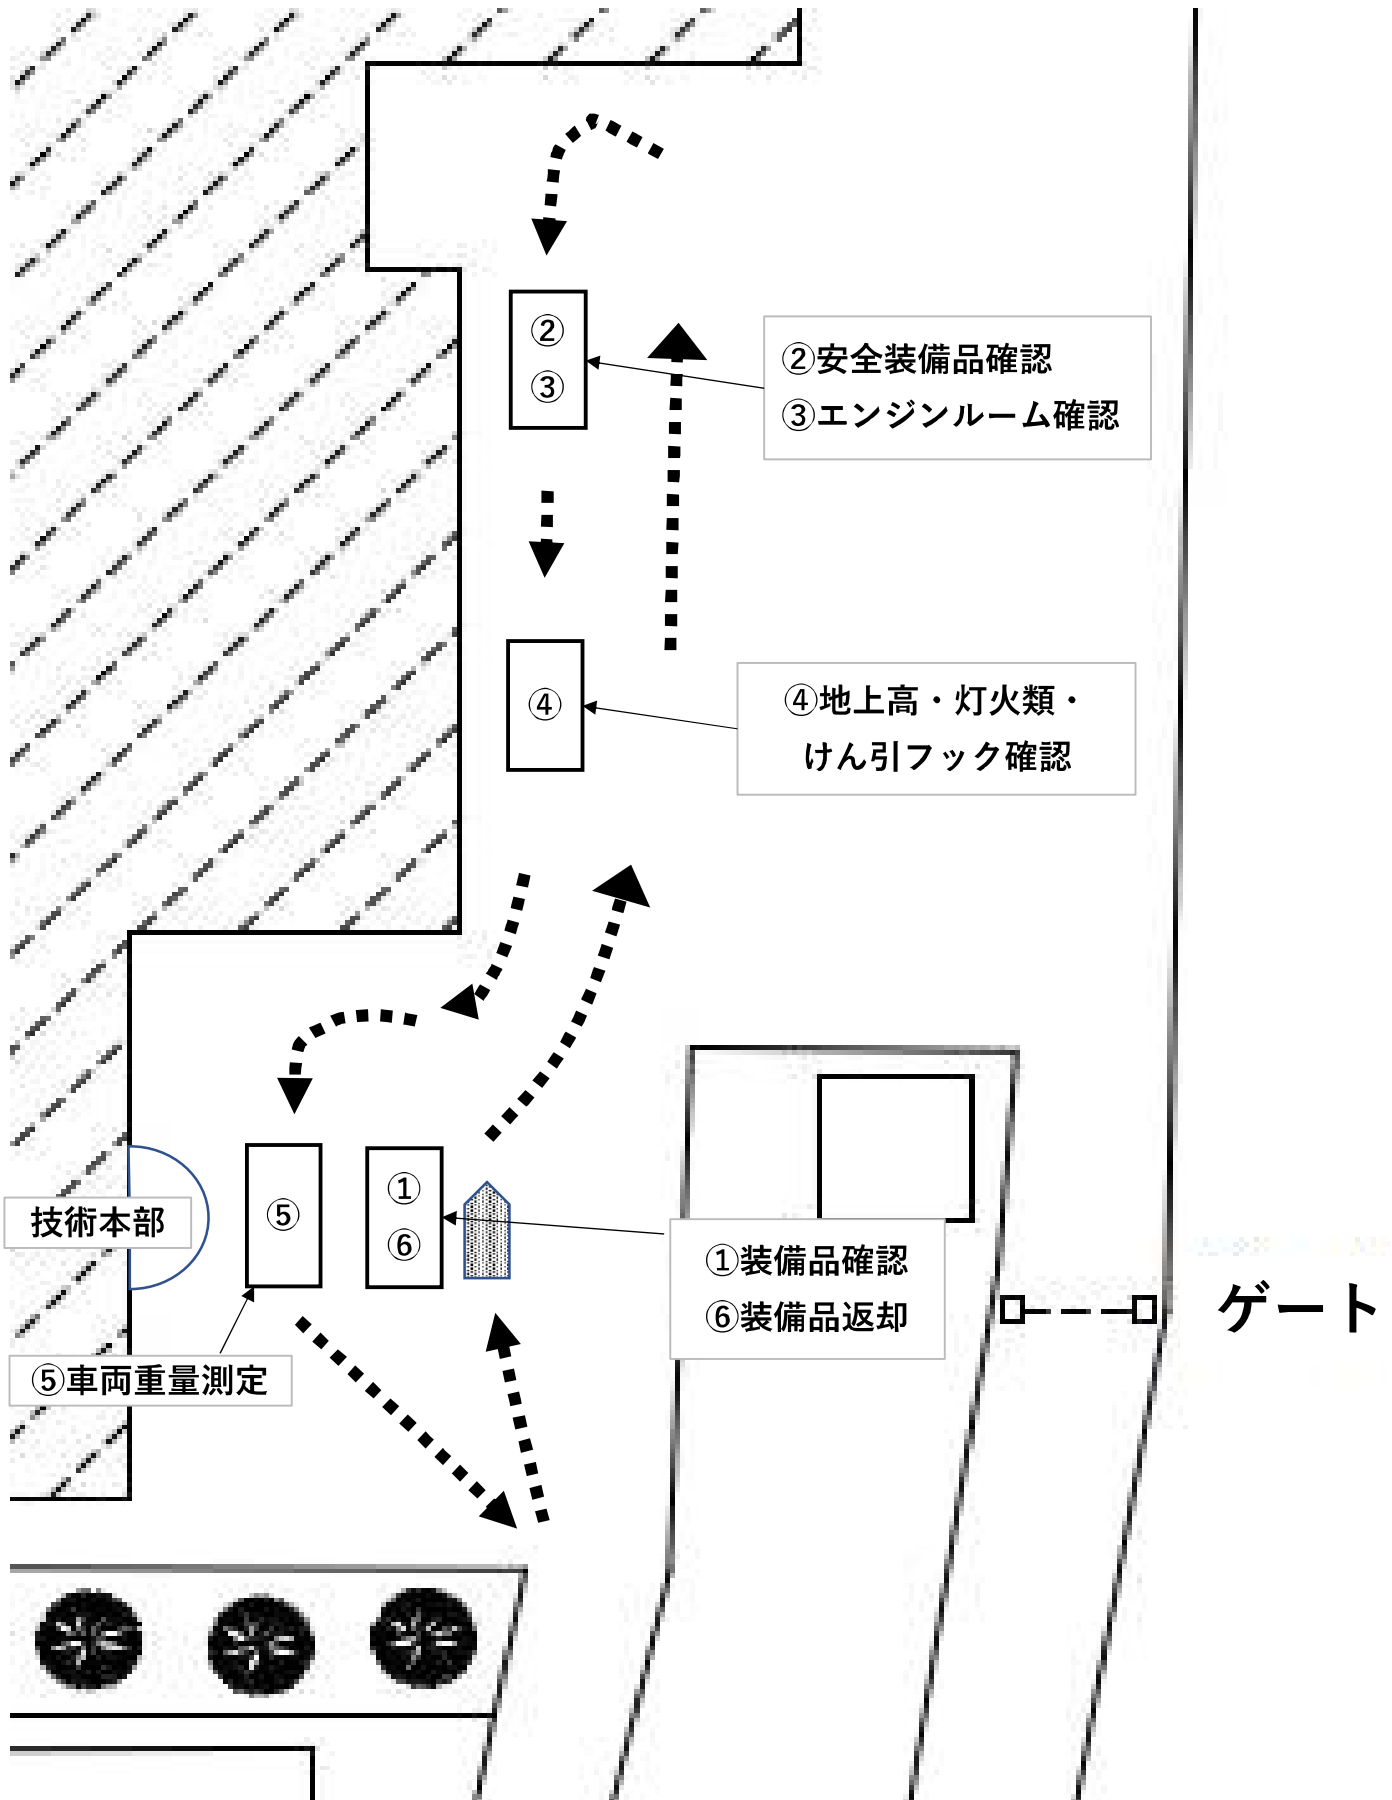 ②
③
②安全装備品確認
③エンジンルーム確認
④
④地上高・灯火類・
けん引フック確認
技術本部
⑤
①
⑥
①装備品確認
⑥装備品返却
ゲート
⑤車両重量測定